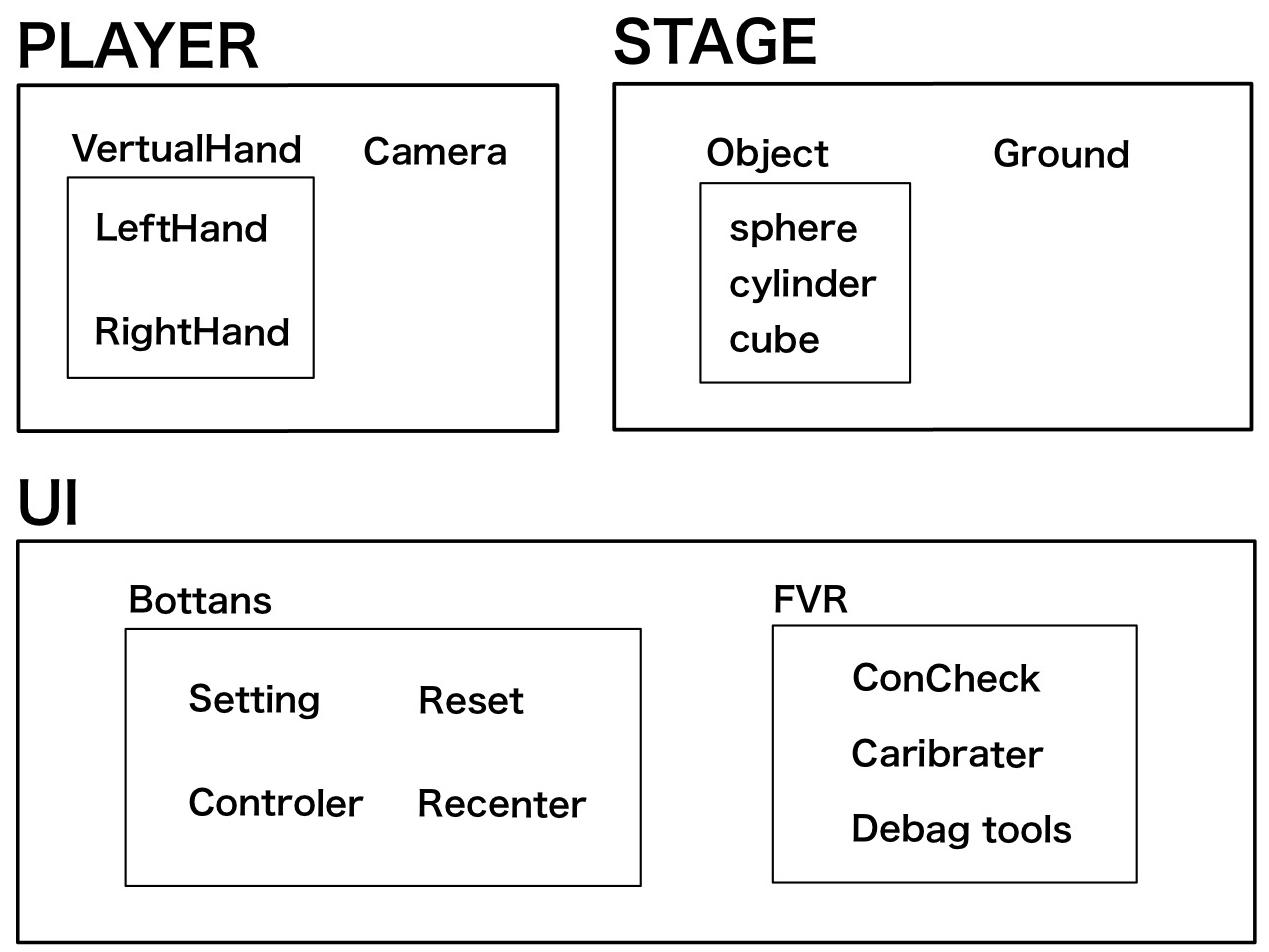 PLAYER
VertualHand
Camera
LeftHand
RightHand
STAGE
Object
Ground
sphere
cylinder
cube
UI
Bottans
Setting
Reset
Controler
Recenter
FVR
ConCheck
Caribrater
Debag tools